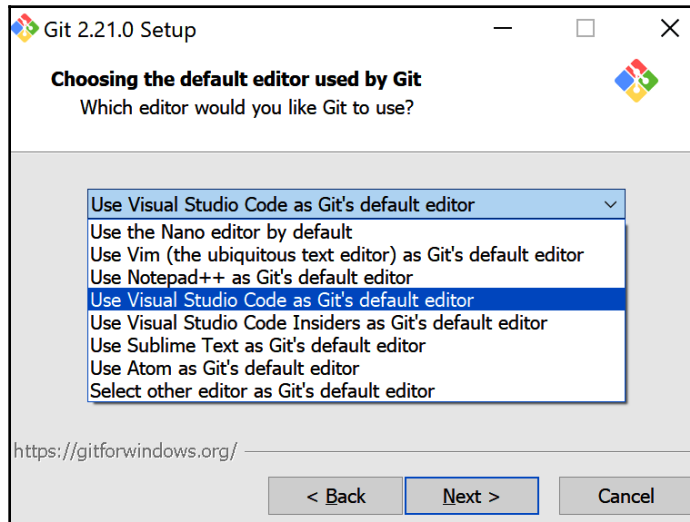 Git 2.21.0 Setup
Choosing the default editor used by Git
Which editor would you like Git to use?
Use Visual Studio Code as Git's default editor
Use the Nano editor by default
Use Vim (the ubiquitous text editor) as Git's default editor
Use Notepad++ as Git's default editor
Use Visual Studio Code as Git's default editor
Use Visual Studio Code Insiders as Git's default editor
Use Sublime Text as Git's default editor
Use Atom as Git's default editor
Select other editor as Git's default editor
https://gitforwindows.org/
< Back Next > Cancel